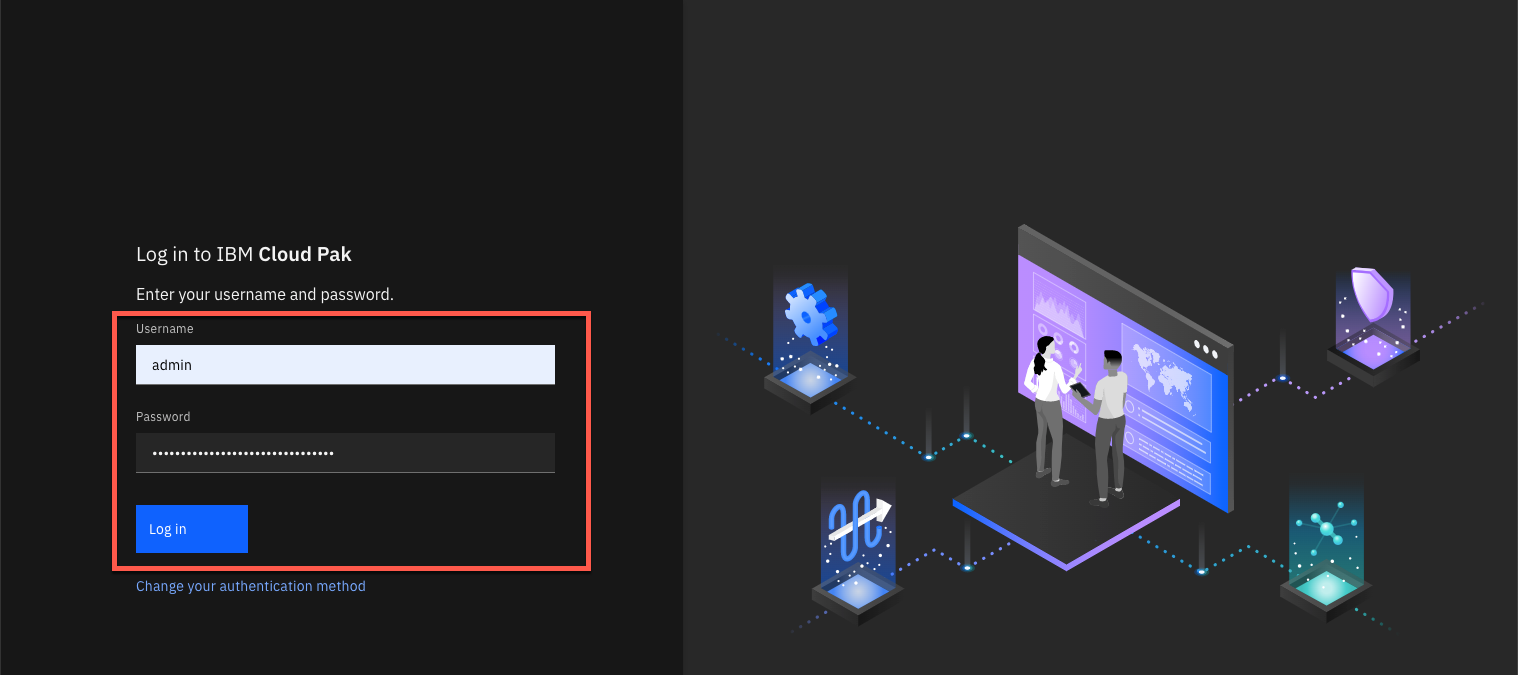 Log in to IBM Cloud Pak
Enter your username and password.
Username
admin
Password
••••••••••••••••••••••••••••••••
Log in
Change your authentication method